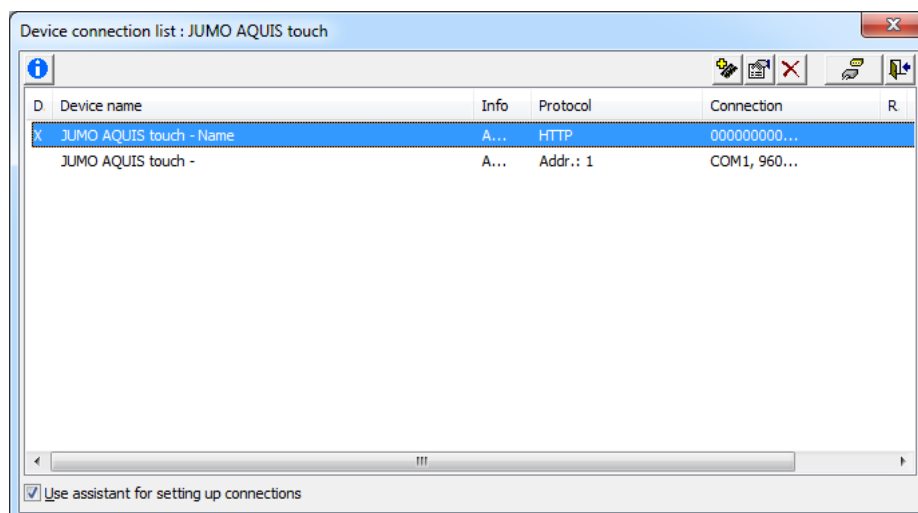 Device connection list : JUMO AQUIS touch
D. Device name Info Protocol Connection R.
X JUMO AQUIS touch - Name A... HTTP 000000000...
JUMO AQUIS touch - A... Addr.: 1 COM1, 960...
Use assistant for setting up connections